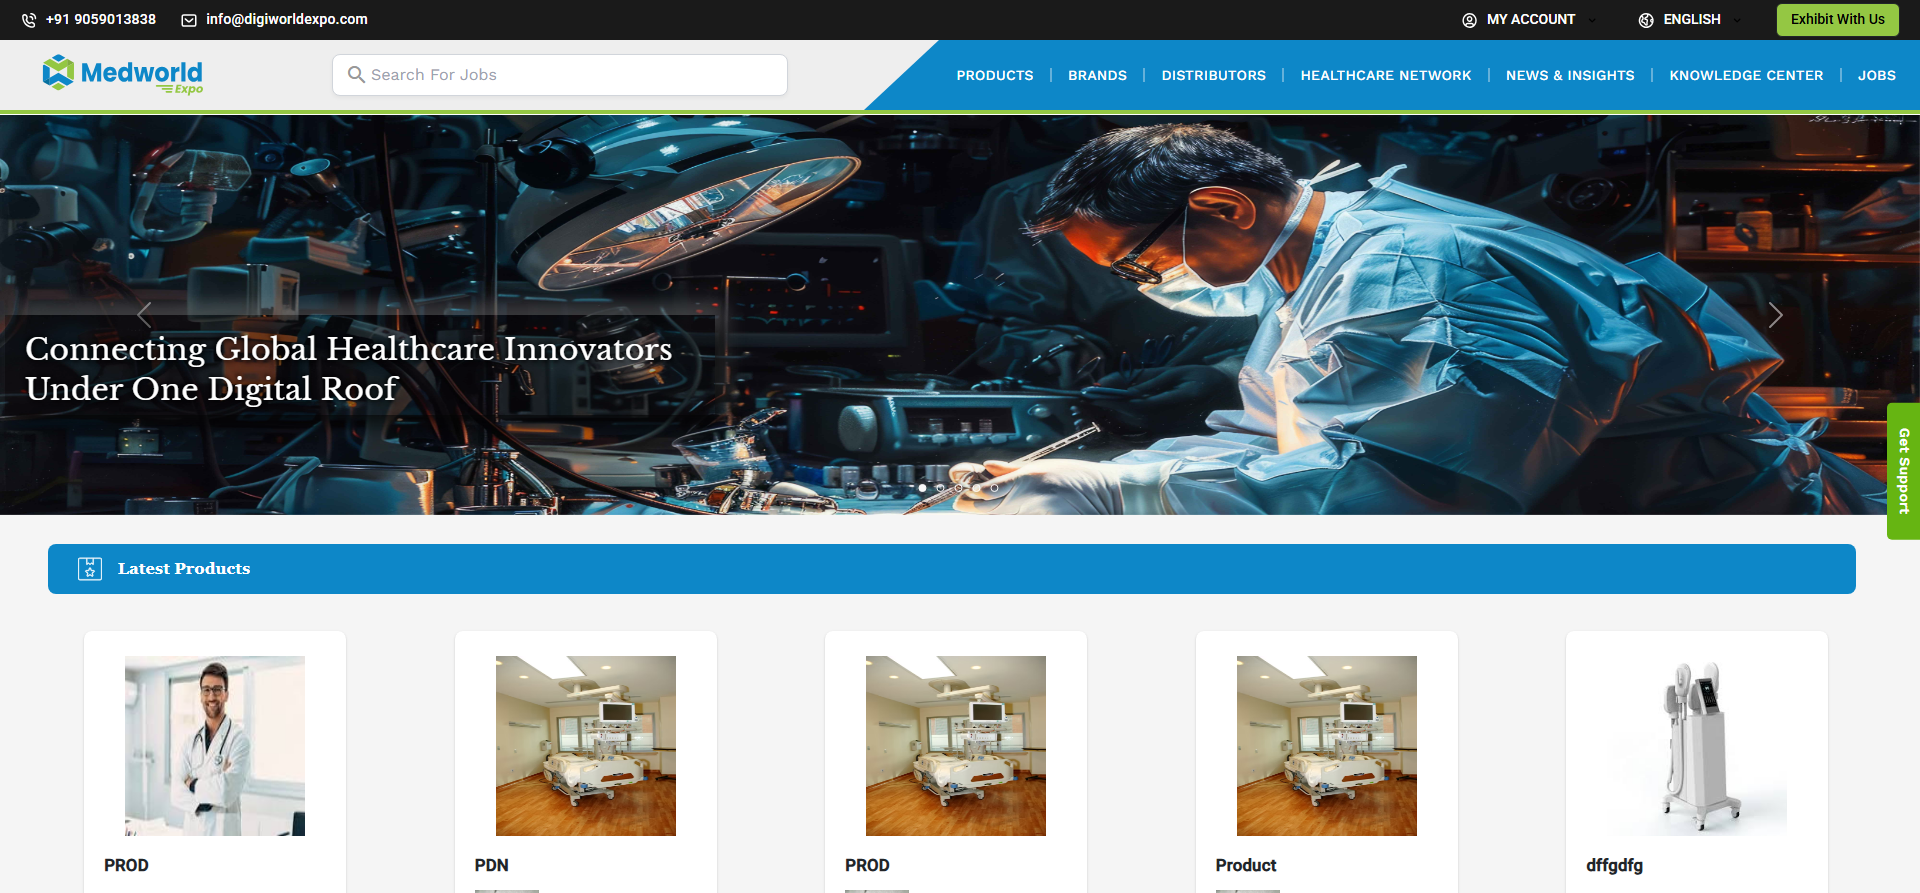 +91 9059013838
info@digiworldexpo.com
MY ACCOUNT
ENGLISH
Exhibit With Us
Medworld
Expo
Search For Jobs
PRODUCTS
BRANDS
DISTRIBUTORS
HEALTHCARE NETWORK
NEWS & INSIGHTS
KNOWLEDGE CENTER
JOBS
Connecting Global Healthcare Innovators
Under One Digital Roof
Get Support
Latest Products
PROD
PDN
PROD
Product
dffgdfg